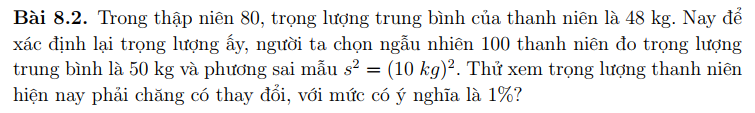 Bài 8.2. Trong thập niên 80, trọng lượng trung bình của thanh niên là 48 kg. Nay để
xác định lại trọng lượng ấy, người ta chọn ngẫu nhiên 100 thanh niên đo trọng lượng
trung bình là 50 kg và phương sai mẫu s² = (10 kg)². Thử xem trọng lượng thanh niên
hiện nay phải chăng có thay đổi, với mức có ý nghĩa là 1%?